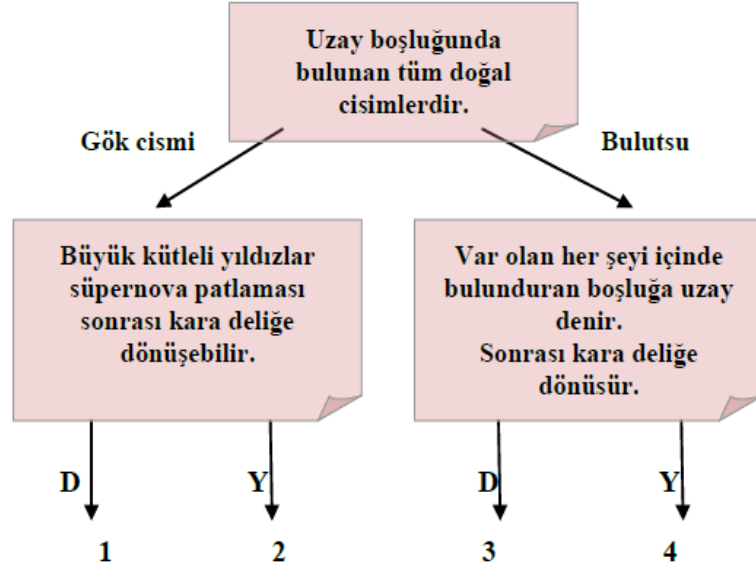 Uzay boşluğunda
bulunan tüm doğal
cisimlerdir.
Gök cismi
Bulutsu
Büyük kütleli yıldızlar
süpernova patlaması
sonrası kara deliğe
dönüşebilir.
Var olan her şeyi içinde
bulunduran boşluğa uzay
denir.
Sonrası kara deliğe
dönüsür.
D
Y
D
Y
1
2
3
4